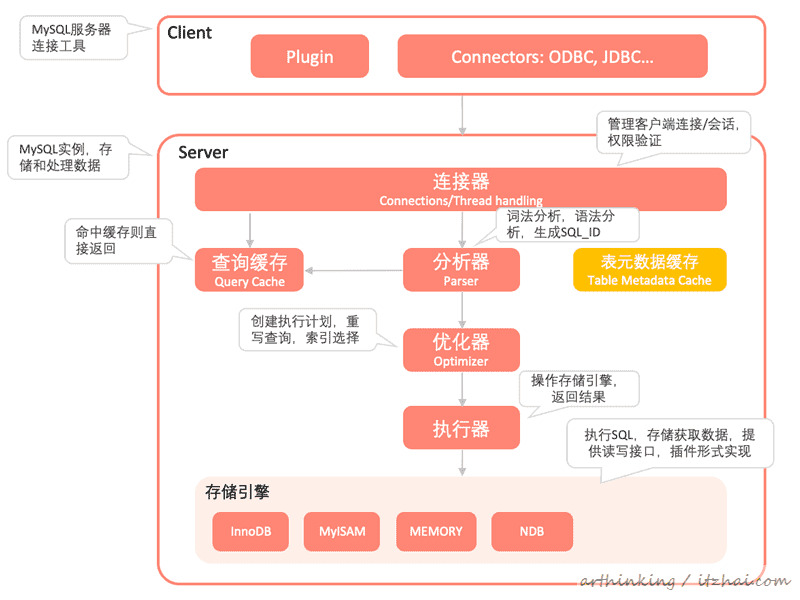 MySQL服务器
连接工具
Client
Plugin
Connectors: ODBC, JDBC...
管理客户端连接/会话，
权限验证
MySQL实例，存
储和处理数据
Server
连接器
Connections/Thread handling
词法分析，语法分
析，生成SQL_ID
命中缓存则直
接返回
查询缓存
Query Cache
分析器
Parser
表元数据缓存
Table Metadata Cache
创建执行计划，重
写查询，索引选择
优化器
Optimizer
操作存储引擎，
返回结果
执行器
执行SQL，存储获取数据，提
供读写接口，插件形式实现
存储引擎
InnoDB
MyISAM
MEMORY
NDB
arthinking / itzhai.com